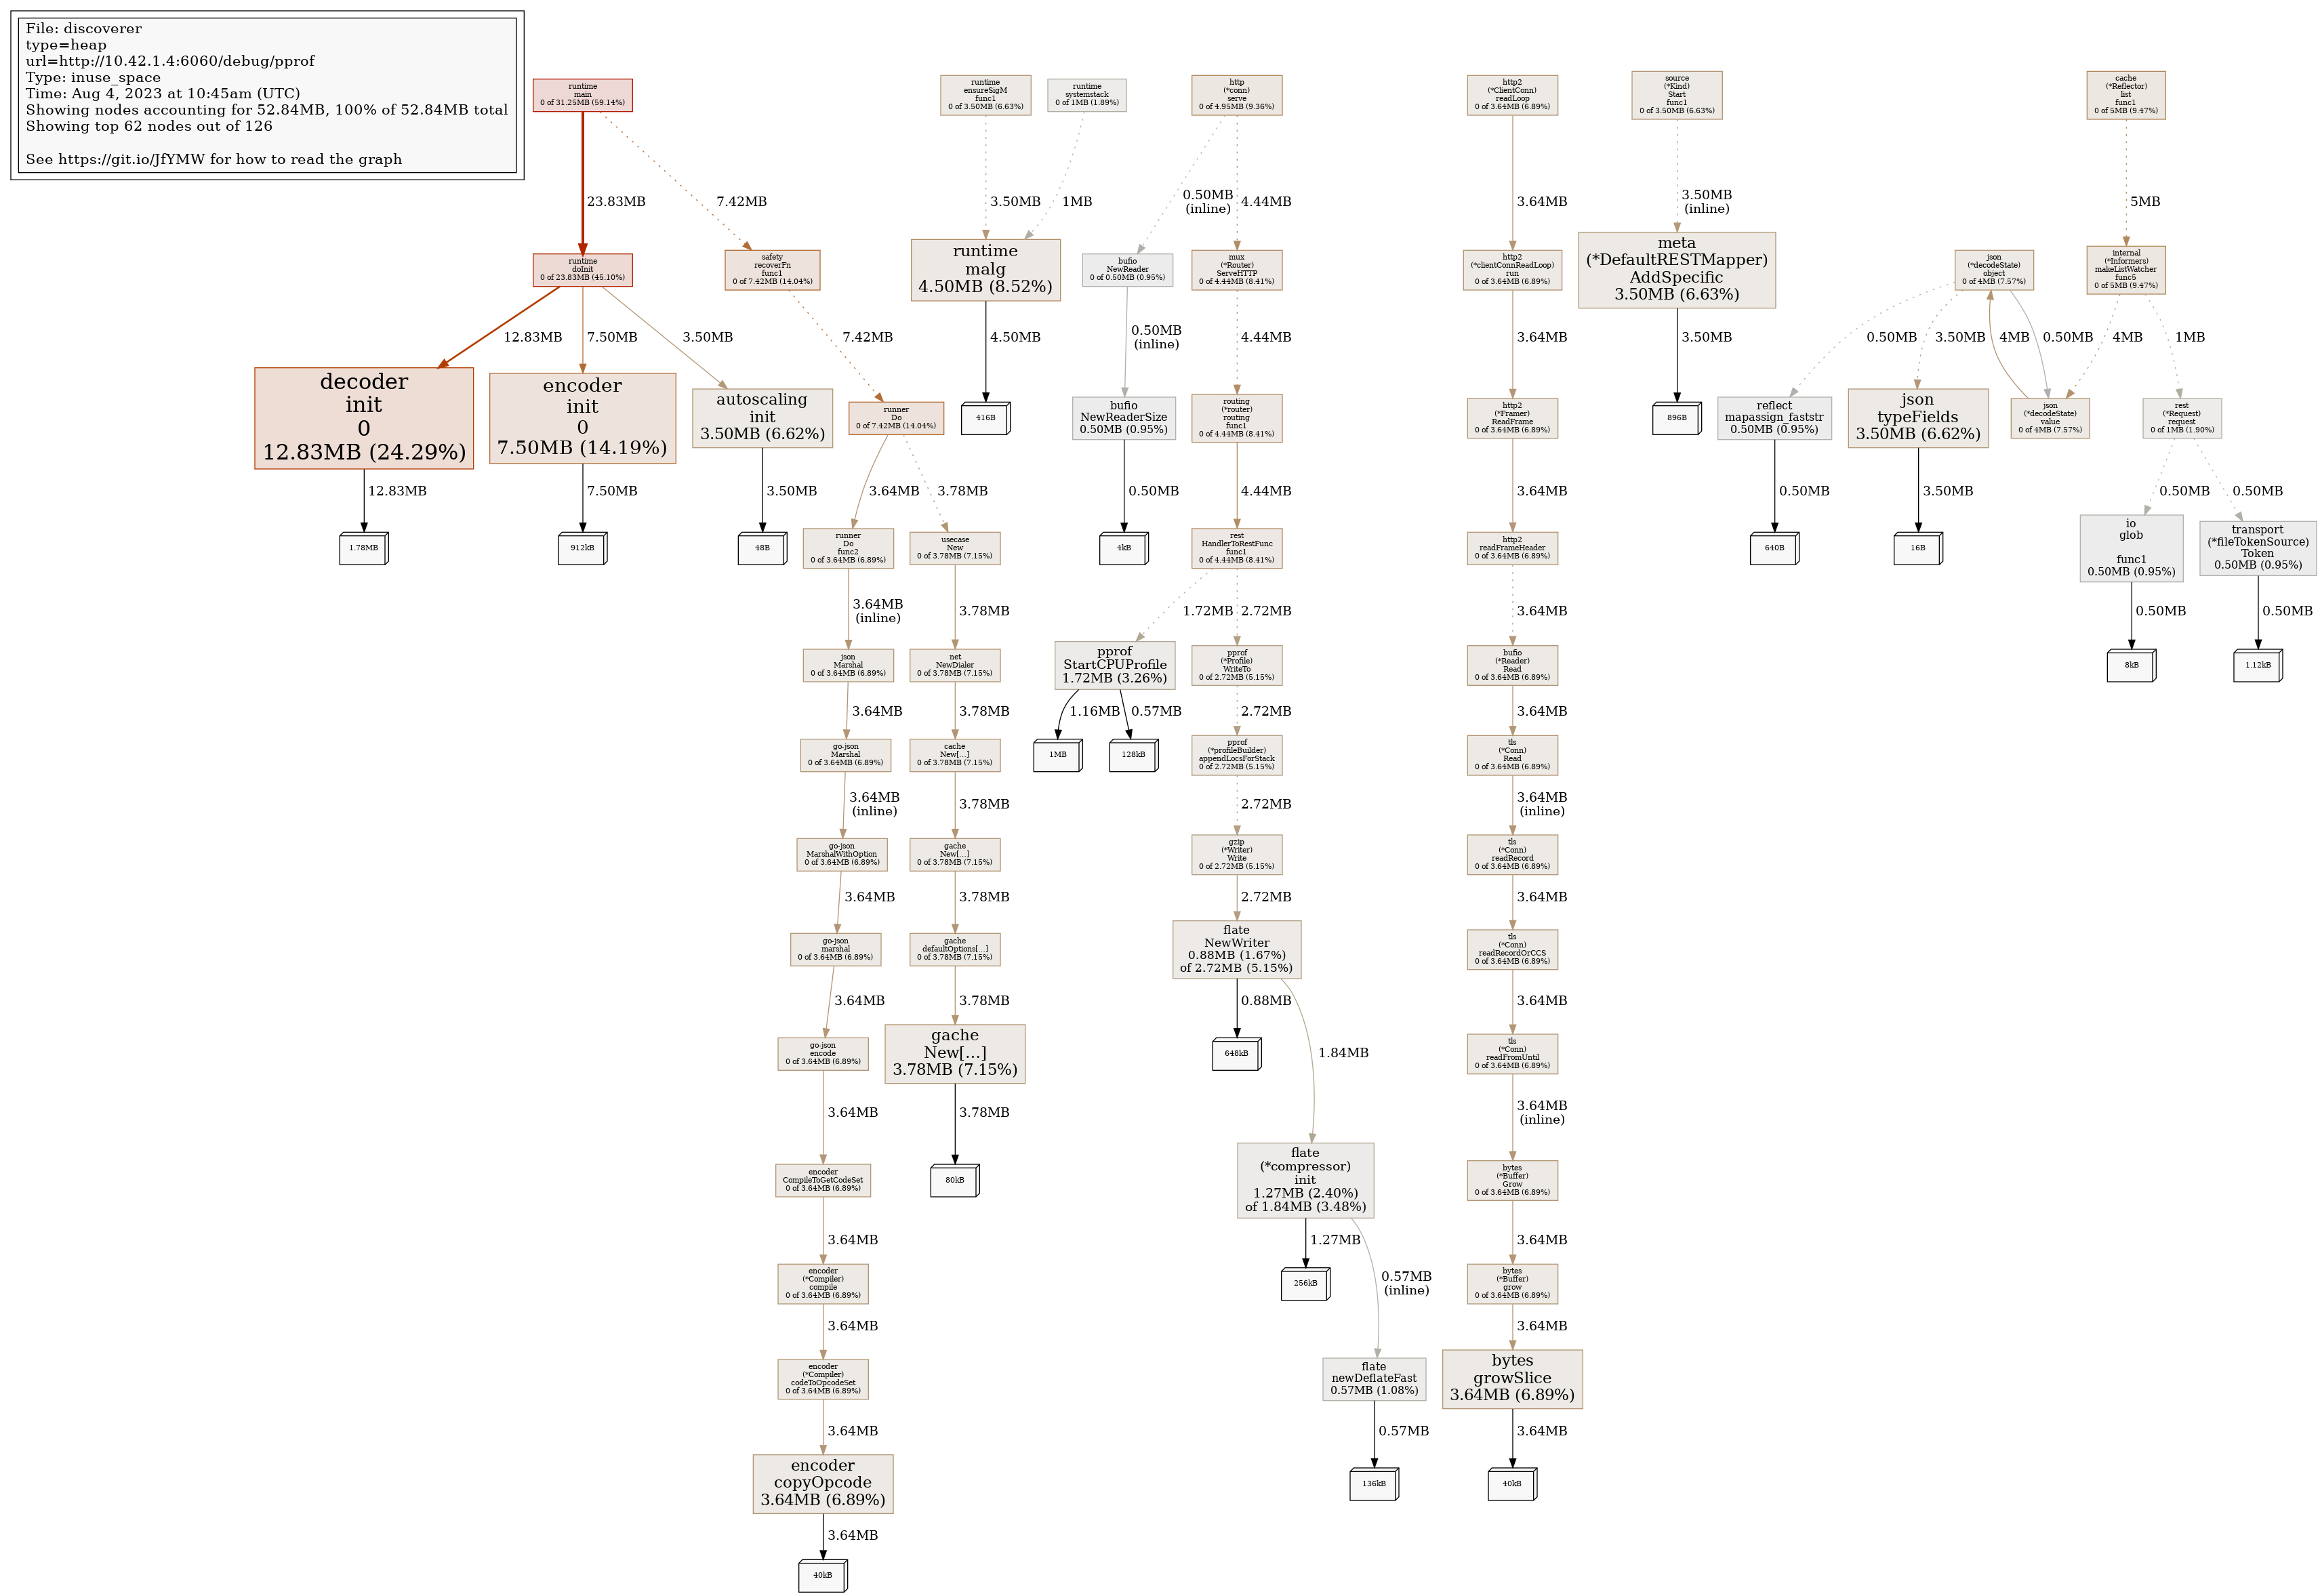 File: discoverer
type=heap
url=http://10.42.1.4:6060/debug/pprof
Type: inuse_space
Time: Aug 4, 2023 at 10:45am (UTC)
Showing nodes accounting for 52.84MB, 100% of 52.84MB total
Showing top 62 nodes out of 126
See https://git.io/JfYMW for how to read the graph
runtime
main
0 of 31.25MB (59.14%)
runtime
ensureSigM
func1
0 of 3.50MB (6.63%)
runtime
systemstack
0 of 1MB (1.89%)
http
(*conn)
serve
0 of 4.95MB (9.36%)
http2
(*ClientConn)
readLoop
0 of 3.64MB (6.89%)
source
(*Kind)
Start
func1
0 of 3.50MB (6.63%)
cache
(*Reflector)
list
func1
0 of 5MB (9.47%)
23.83MB
7.42MB
3.50MB
1MB
0.50MB
(inline)
4.44MB
3.64MB
3.50MB
(inline)
5MB
runtime
doInit
0 of 23.83MB (45.10%)
safety
recoverFn
func1
0 of 7.42MB (14.04%)
runtime
malg
4.50MB (8.52%)
bufio
NewReader
0 of 0.50MB (0.95%)
mux
(*Router)
ServeHTTP
0 of 4.44MB (8.41%)
http2
(*clientConnReadLoop)
run
0 of 3.64MB (6.89%)
meta
(*DefaultRESTMapper)
AddSpecific
3.50MB (6.63%)
json
(*decodeState)
object
0 of 4MB (7.57%)
internal
(*Informers)
makeListWatcher
func5
0 of 5MB (9.47%)
12.83MB
7.50MB
3.50MB
7.42MB
4.50MB
0.50MB
(inline)
4.44MB
3.64MB
3.50MB
0.50MB
3.50MB
4MB
0.50MB
4MB
1MB
decoder
init
0
12.83MB (24.29%)
encoder
init
0
7.50MB (14.19%)
autoscaling
init
3.50MB (6.62%)
runner
Do
0 of 7.42MB (14.04%)
416B
bufio
NewReaderSize
0.50MB (0.95%)
routing
(*router)
routing
func1
0 of 4.44MB (8.41%)
http2
(*Framer)
ReadFrame
0 of 3.64MB (6.89%)
896B
reflect
mapassign_faststr
0.50MB (0.95%)
json
typeFields
3.50MB (6.62%)
json
(*decodeState)
value
0 of 4MB (7.57%)
rest
(*Request)
request
0 of 1MB (1.90%)
12.83MB
7.50MB
3.50MB
3.64MB
3.78MB
0.50MB
4.44MB
3.64MB
0.50MB
3.50MB
0.50MB
0.50MB
1.78MB
912kB
48B
runner
Do
func2
0 of 3.64MB (6.89%)
usecase
New
0 of 3.78MB (7.15%)
4kB
rest
HandlerToRestFunc
func1
0 of 4.44MB (8.41%)
http2
readFrameHeader
0 of 3.64MB (6.89%)
640B
16B
io
glob

func1
0.50MB (0.95%)
transport
(*fileTokenSource)
Token
0.50MB (0.95%)
3.64MB
(inline)
3.78MB
1.72MB
2.72MB
3.64MB
0.50MB
0.50MB
json
Marshal
0 of 3.64MB (6.89%)
net
NewDialer
0 of 3.78MB (7.15%)
pprof
StartCPUProfile
1.72MB (3.26%)
pprof
(*Profile)
WriteTo
0 of 2.72MB (5.15%)
bufio
(*Reader)
Read
0 of 3.64MB (6.89%)
8kB
1.12kB
3.64MB
3.78MB
1.16MB
0.57MB
2.72MB
3.64MB
go-json
Marshal
0 of 3.64MB (6.89%)
cache
New[…]
0 of 3.78MB (7.15%)
1MB
128kB
pprof
(*profileBuilder)
appendLocsForStack
0 of 2.72MB (5.15%)
tls
(*Conn)
Read
0 of 3.64MB (6.89%)
3.64MB
(inline)
3.78MB
2.72MB
3.64MB
(inline)
go-json
MarshalWithOption
0 of 3.64MB (6.89%)
gache
New[…]
0 of 3.78MB (7.15%)
gzip
(*Writer)
Write
0 of 2.72MB (5.15%)
tls
(*Conn)
readRecord
0 of 3.64MB (6.89%)
3.64MB
3.78MB
2.72MB
3.64MB
go-json
marshal
0 of 3.64MB (6.89%)
gache
defaultOptions[…]
0 of 3.78MB (7.15%)
flate
NewWriter
0.88MB (1.67%)
of 2.72MB (5.15%)
tls
(*Conn)
readRecordOrCCS
0 of 3.64MB (6.89%)
3.64MB
3.78MB
0.88MB
1.84MB
3.64MB
go-json
encode
0 of 3.64MB (6.89%)
gache
New[…]
3.78MB (7.15%)
648kB
tls
(*Conn)
readFromUntil
0 of 3.64MB (6.89%)
3.64MB
3.78MB
3.64MB
(inline)
encoder
CompileToGetCodeSet
0 of 3.64MB (6.89%)
80kB
flate
(*compressor)
init
1.27MB (2.40%)
of 1.84MB (3.48%)
bytes
(*Buffer)
Grow
0 of 3.64MB (6.89%)
3.64MB
1.27MB
0.57MB
(inline)
3.64MB
encoder
(*Compiler)
compile
0 of 3.64MB (6.89%)
256kB
bytes
(*Buffer)
grow
0 of 3.64MB (6.89%)
3.64MB
3.64MB
encoder
(*Compiler)
codeToOpcodeSet
0 of 3.64MB (6.89%)
flate
newDeflateFast
0.57MB (1.08%)
bytes
growSlice
3.64MB (6.89%)
3.64MB
0.57MB
3.64MB
encoder
copyOpcode
3.64MB (6.89%)
136kB
40kB
3.64MB
40kB